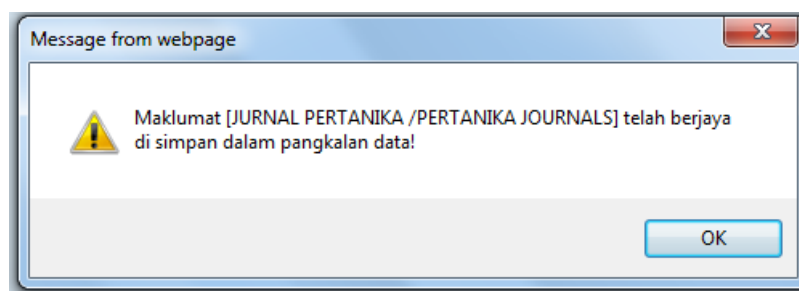 Message from webpage
Maklumat [JURNAL PERTANIKA /PERTANIKA JOURNALS] telah berjaya
di simpan dalam pangkalan data!
OK